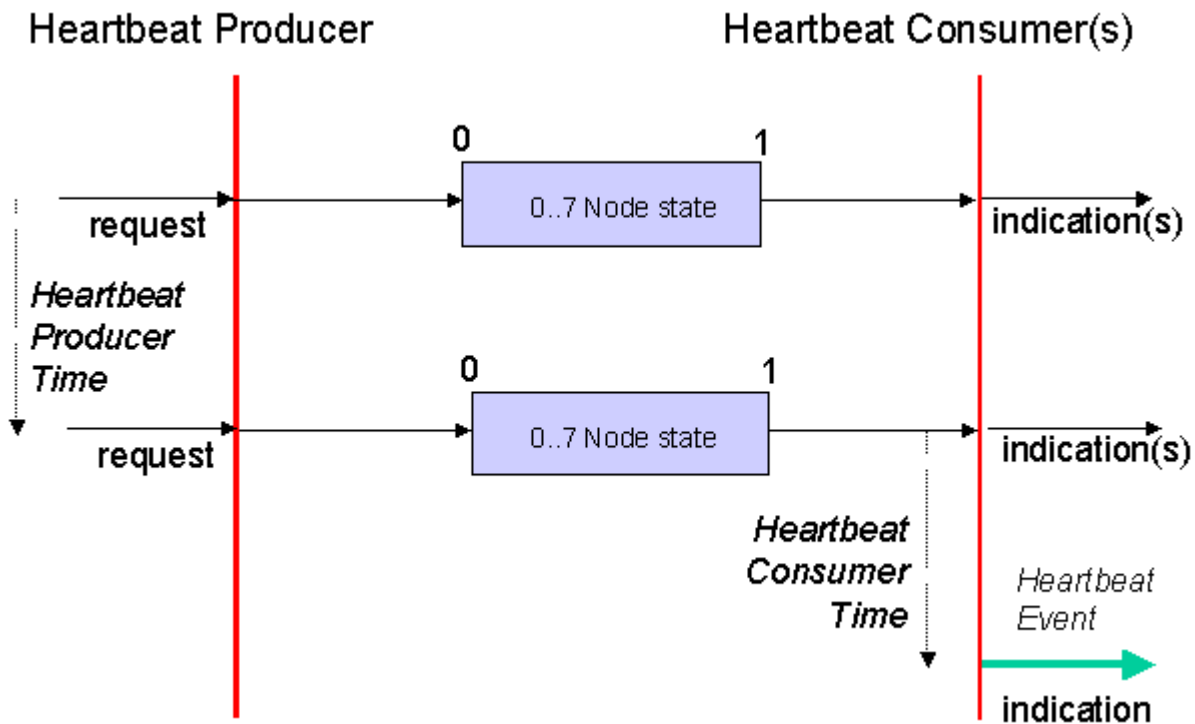 Heartbeat Producer
Heartbeat Consumer(s)
0
1
0..7 Node state
request
indication(s)
Heartbeat
Producer
Time
0
1
0..7 Node state
request
indication(s)
Heartbeat
Consumer
Time
Heartbeat
Event
indication